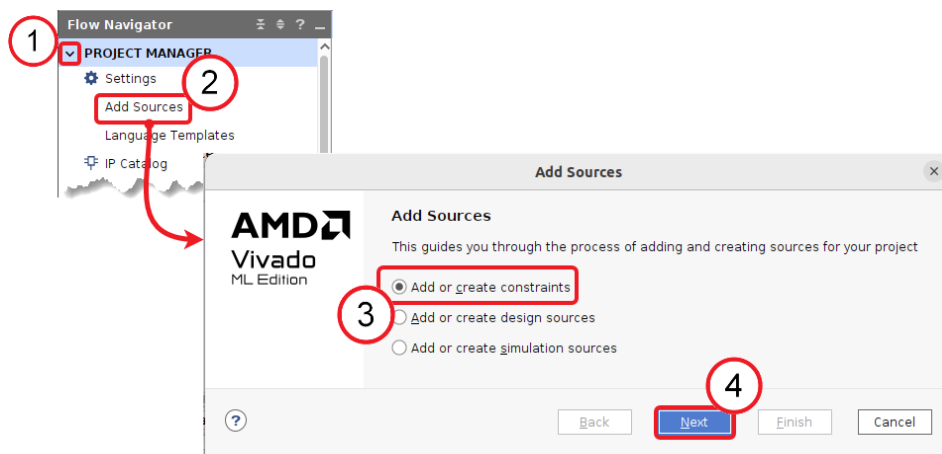 Flow Navigator ?
1
PROJECT MANAGER
Settings
2
Add Sources
Language Templates
IP Catalog
Add Sources
AMD
Vivado
ML Edition
Add Sources
This guides you through the process of adding and creating sources for your project
Add or create constraints
3
Add or create design sources
Add or create simulation sources
4
? Back Next Finish Cancel